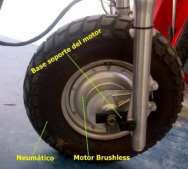 Base soporte del motor
Neumático
Motor Brushless